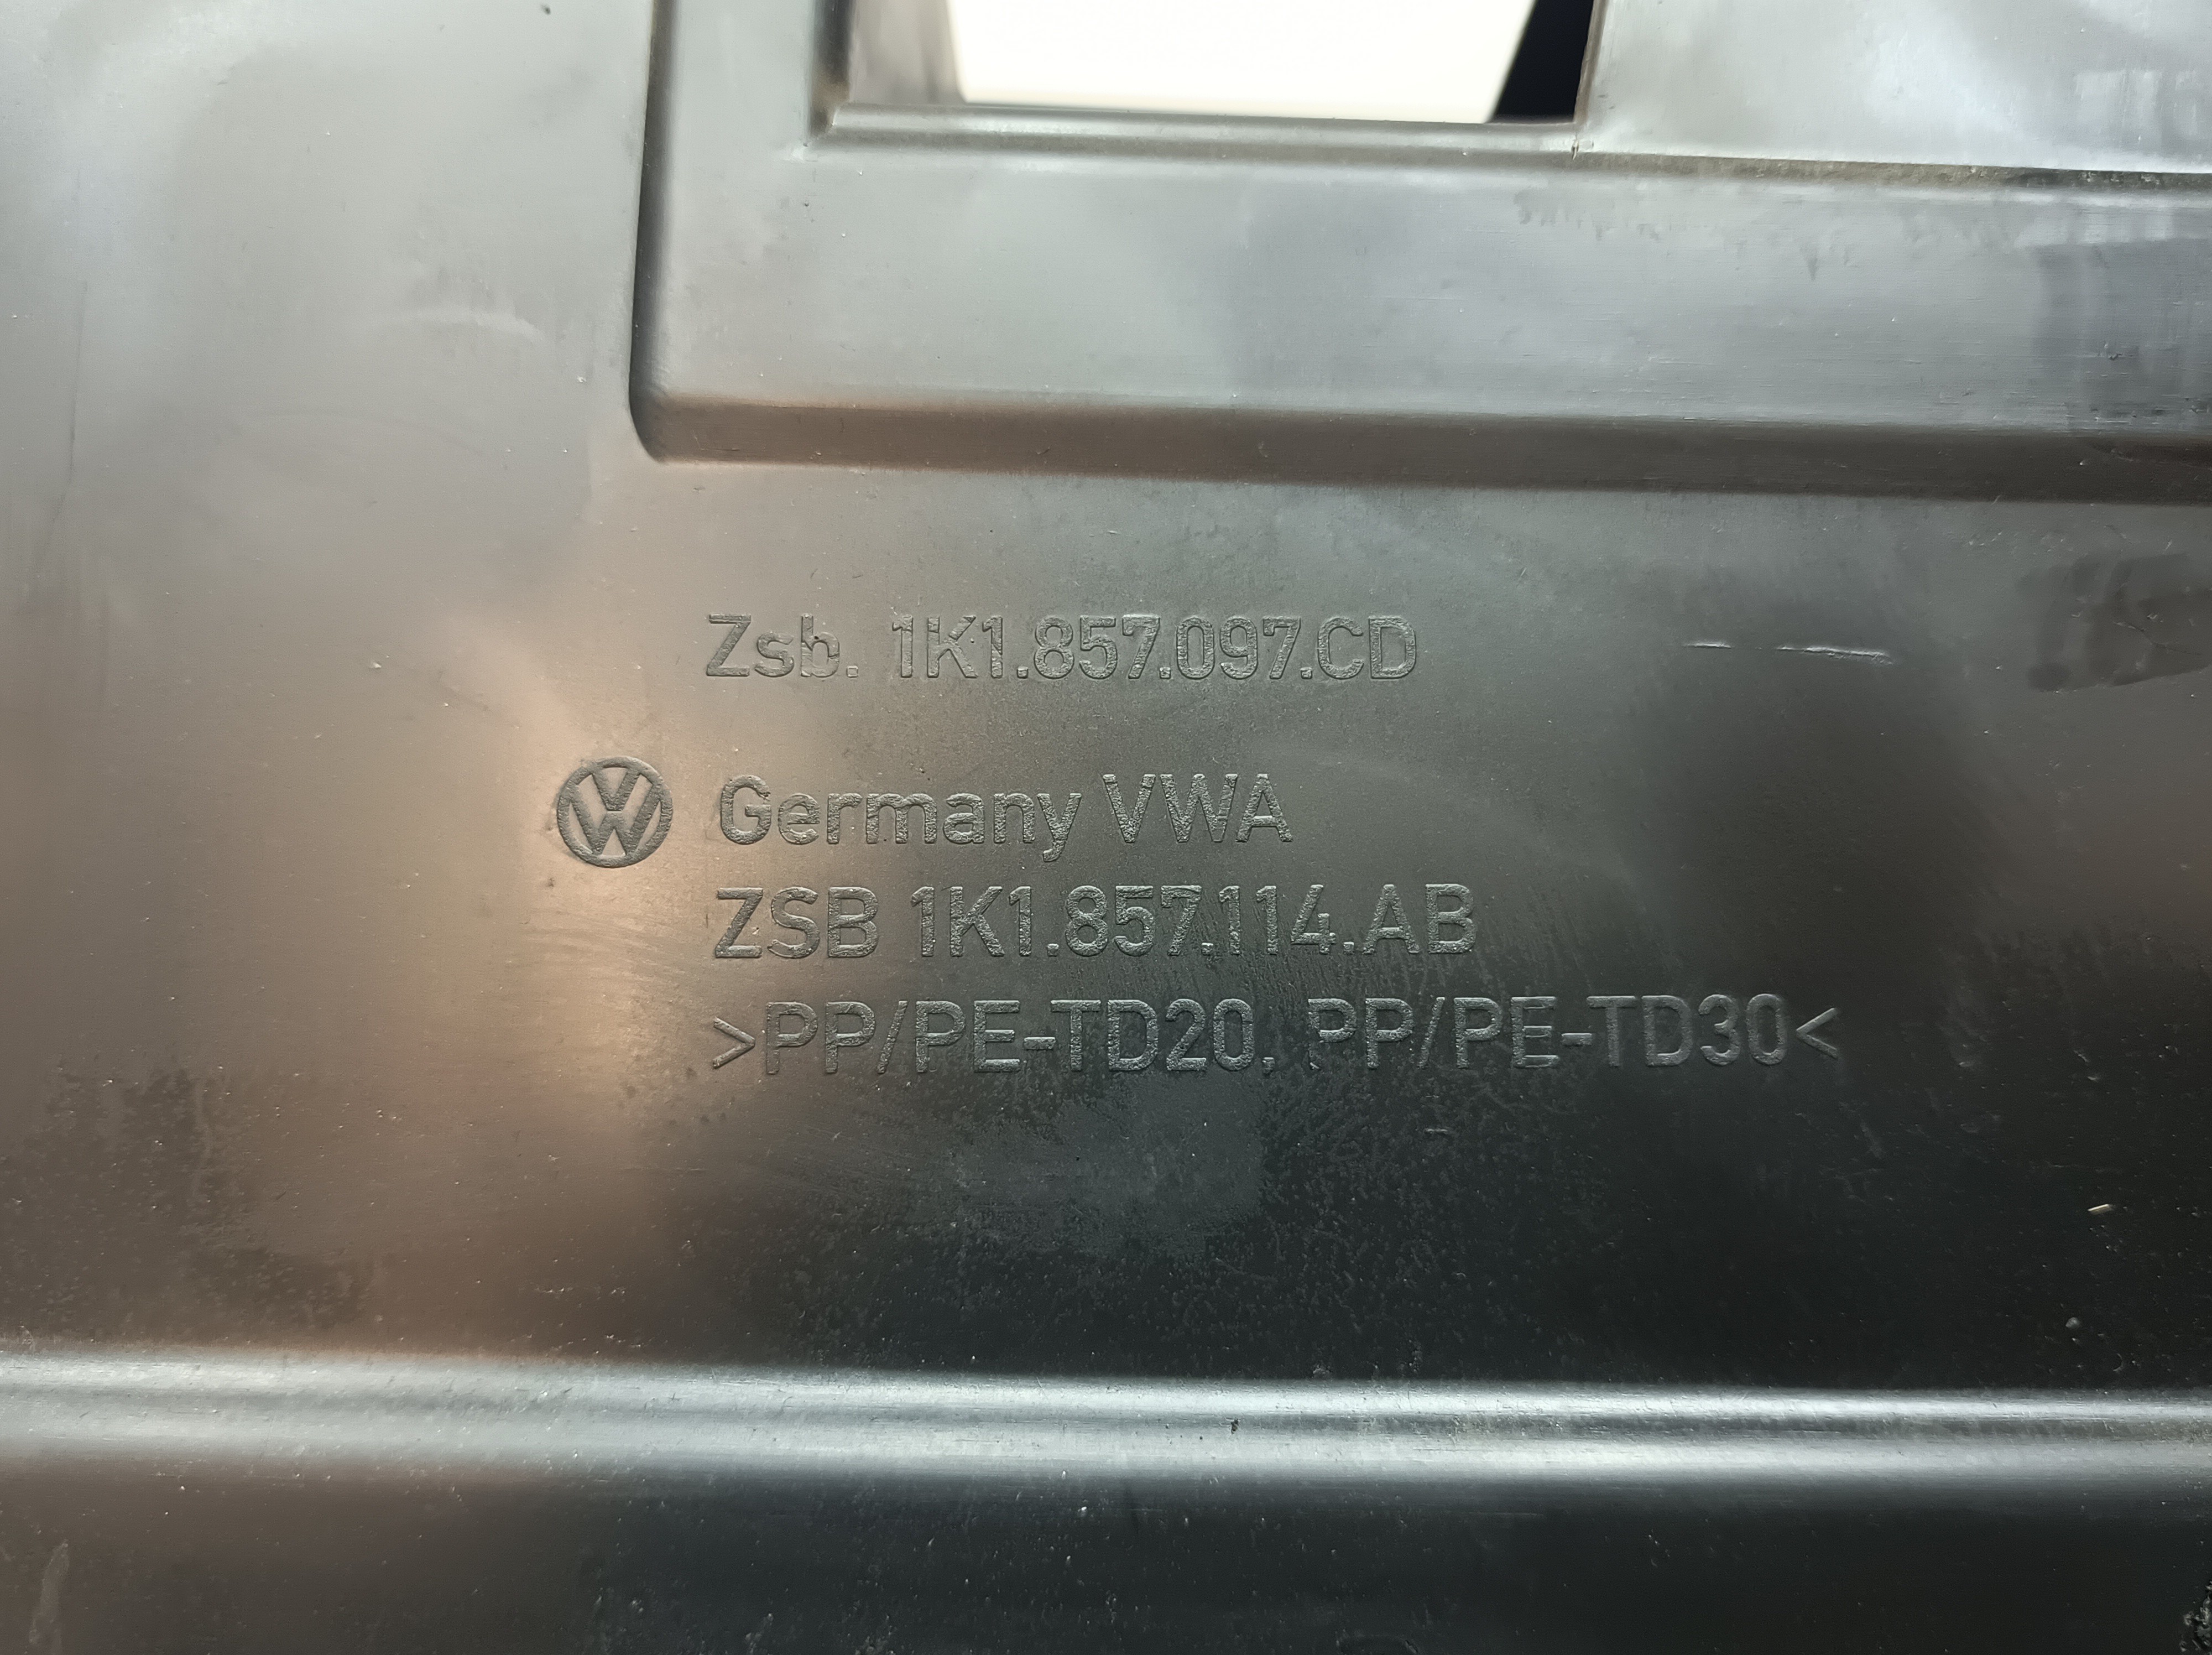 Zsb. 1K1.857.097.CD
Germany VWA
ZSB 1K1.857.114.AB
>PP/PE-TD20, PP/PE-TD30<